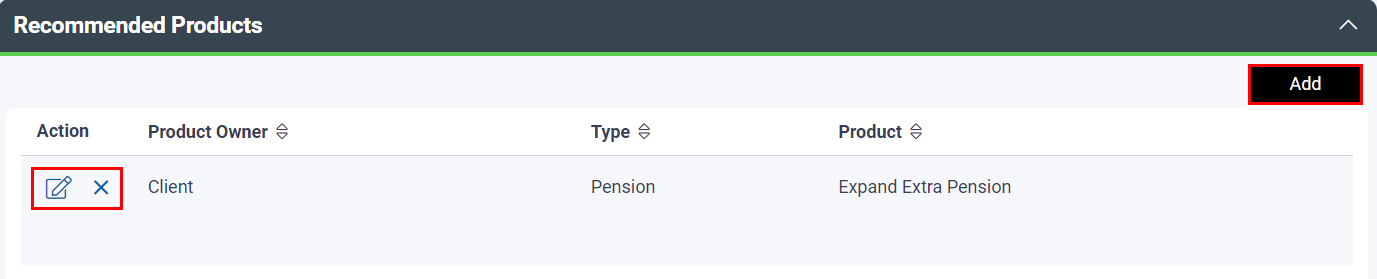 Recommended Products
Add
Action Product Owner Type Product
Client Pension Expand Extra Pension